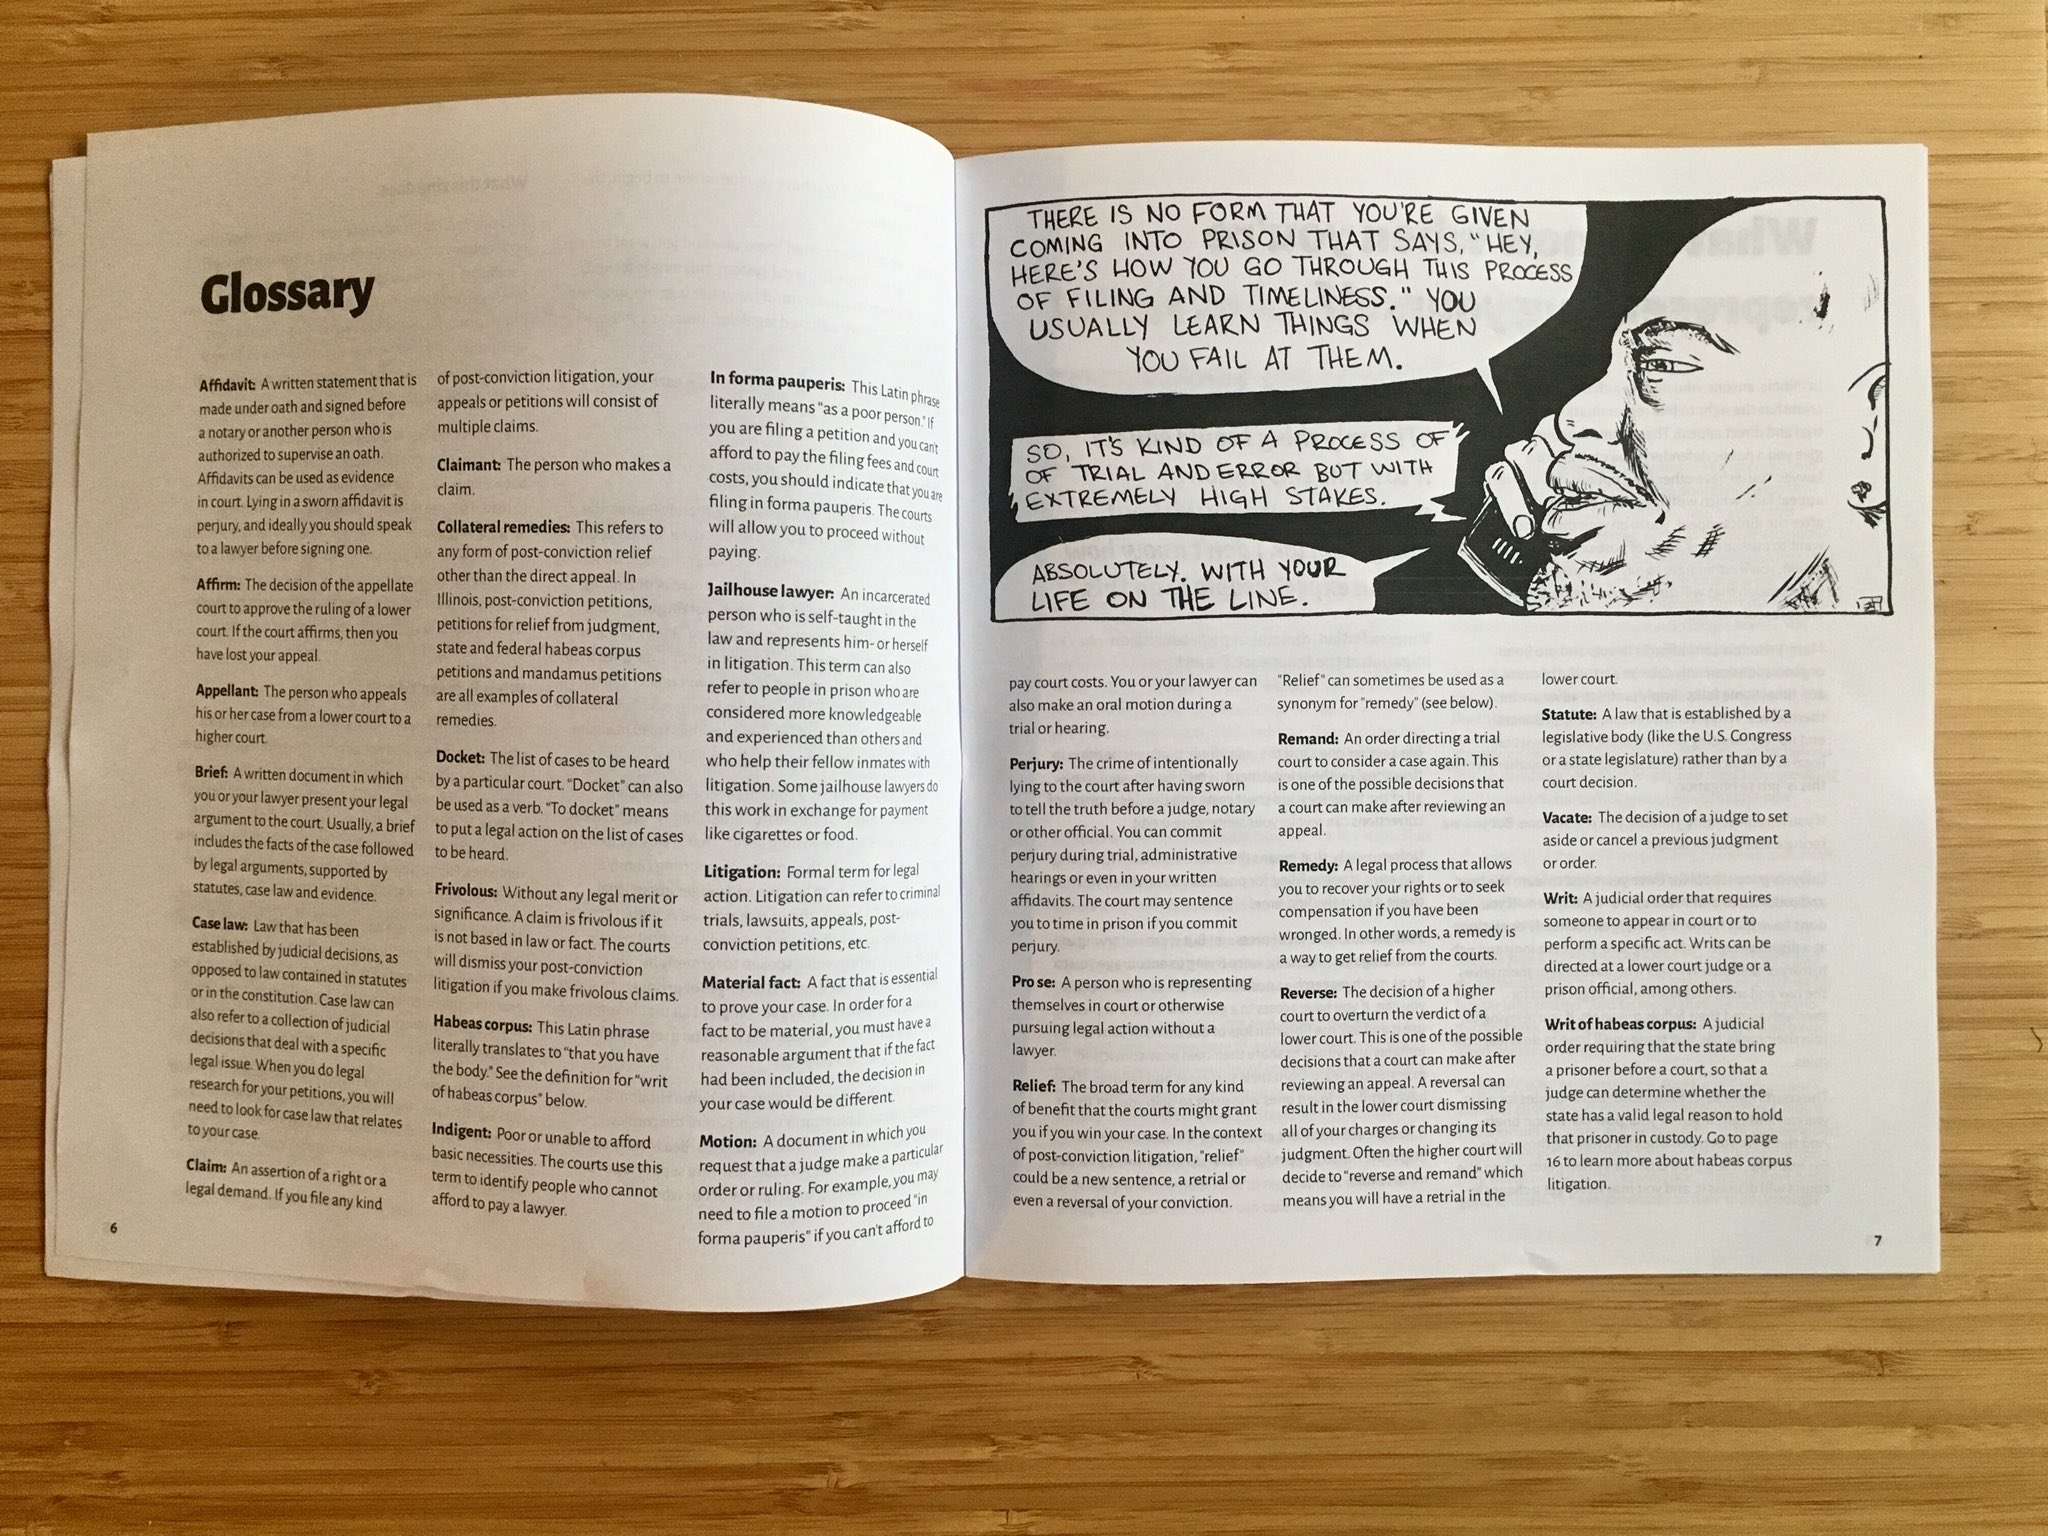 Glossary
Affidavit: A written statement that is
made under oath and signed before
a notary or another person who is
authorized to supervise an oath.
Affidavits can be used as evidence
in court. Lying in a sworn affidavit is
perjury, and ideally you should speak
to a lawyer before signing one.
Affirm: The decision of the appellate
court to approve the ruling of a lower
court. If the court affirms, then you
have lost your appeal.
Appellant: The person who appeals
his or her case from a lower court to a
higher court.
Brief: A written document in which
you or your lawyer present your legal
argument to the court. Usually, a brief
includes the facts of the case followed
by legal arguments, supported by
statutes, case law and evidence.
Case law: Law that has been
established by judicial decisions, as
opposed to law contained in statutes
or in the constitution. Case law can
also refer to a collection of judicial
decisions that deal with a specific
legal issue. When you do legal
research for your petitions, you will
need to look for case law that relates
to your case.
Claim: An assertion of a right or a
legal demand. If you file any kind
of post-conviction litigation, your
appeals or petitions will consist of
multiple claims.
Claimant: The person who makes a
claim.
Collateral remedies: This refers to
any form of post-conviction relief
other than the direct appeal. In
Illinois, post-conviction petitions,
petitions for relief from judgment,
state and federal habeas corpus
petitions and mandamus petitions
are all examples of collateral
remedies.
Docket: The list of cases to be heard
by a particular court. "Docket" can also
be used as a verb. "To docket" means
to put a legal action on the list of cases
to be heard.
Frivolous: Without any legal merit or
significance. A claim is frivolous if it
is not based in law or fact. The courts
will dismiss your post-conviction
litigation if you make frivolous claims.
Habeas corpus: This Latin phrase
literally translates to "that you have
the body." See the definition for "writ
of habeas corpus" below.
Indigent: Poor or unable to afford
basic necessities. The courts use this
term to identify people who cannot
afford to pay a lawyer.
In forma pauperis: This Latin phrase
literally means "as a poor person." If
you are filing a petition and you can't
afford to pay the filing fees and court
costs, you should indicate that you are
filing in forma pauperis. The courts
will allow you to proceed without
paying.
Jailhouse lawyer: An incarcerated
person who is self-taught in the
law and represents him- or herself
in litigation. This term can also
refer to people in prison who are
considered more knowledgeable
and experienced than others and
who help their fellow inmates with
litigation. Some jailhouse lawyers do
this work in exchange for payment
like cigarettes or food.
Litigation: Formal term for legal
action. Litigation can refer to criminal
trials, lawsuits, appeals, post-
conviction petitions, etc.
Material fact: A fact that is essential
to prove your case. In order for a
fact to be material, you must have a
reasonable argument that if the fact
had been included, the decision in
your case would be different.
Motion: A document in which you
request that a judge make a particular
order or ruling. For example, you may
need to file a motion to proceed "in
forma pauperis" if you can't afford to
6
THERE IS NO FORM THAT YOU'RE GIVEN
COMING INTO PRISON THAT SAYS, "HEY,
HERE'S HOW YOU GO THROUGH THIS PROCESS
OF FILING AND TIMELINESS." YOU
USUALLY LEARN THINGS WHEN
YOU FAIL AT THEM.
SO, IT'S KIND OF A PROCESS OF
OF TRIAL AND ERROR BUT WITH
EXTREMELY HIGH STAKES.
ABSOLUTELY. WITH YOUR
LIFE ON THE LINE.
pay court costs. You or your lawyer can
also make an oral motion during a
trial or hearing.
Perjury: The crime of intentionally
lying to the court after having sworn
to tell the truth before a judge, notary
or other official. You can commit
perjury during trial, administrative
hearings or even in your written
affidavits. The court may sentence
you to time in prison if you commit
perjury.
Pro se: A person who is representing
themselves in court or otherwise
pursuing legal action without a
lawyer.
Relief: The broad term for any kind
of benefit that the courts might grant
you if you win your case. In the context
of post-conviction litigation, "relief"
could be a new sentence, a retrial or
even a reversal of your conviction.
"Relief" can sometimes be used as a
synonym for "remedy" (see below).
Remand: An order directing a trial
court to consider a case again. This
is one of the possible decisions that
a court can make after reviewing an
appeal.
Remedy: A legal process that allows
you to recover your rights or to seek
compensation if you have been
wronged. In other words, a remedy is
a way to get relief from the courts.
Reverse: The decision of a higher
court to overturn the verdict of a
lower court. This is one of the possible
decisions that a court can make after
reviewing an appeal. A reversal can
result in the lower court dismissing
all of your charges or changing its
judgment. Often the higher court will
decide to "reverse and remand" which
means you will have a retrial in the
lower court.
Statute: A law that is established by a
legislative body (like the U.S. Congress
or a state legislature) rather than by a
court decision.
Vacate: The decision of a judge to set
aside or cancel a previous judgment
or order.
Writ: A judicial order that requires
someone to appear in court or to
perform a specific act. Writs can be
directed at a lower court judge or a
prison official, among others.
Writ of habeas corpus: A judicial
order requiring that the state bring
a prisoner before a court, so that a
judge can determine whether the
state has a valid legal reason to hold
that prisoner in custody. Go to page
16 to learn more about habeas corpus
litigation.
7